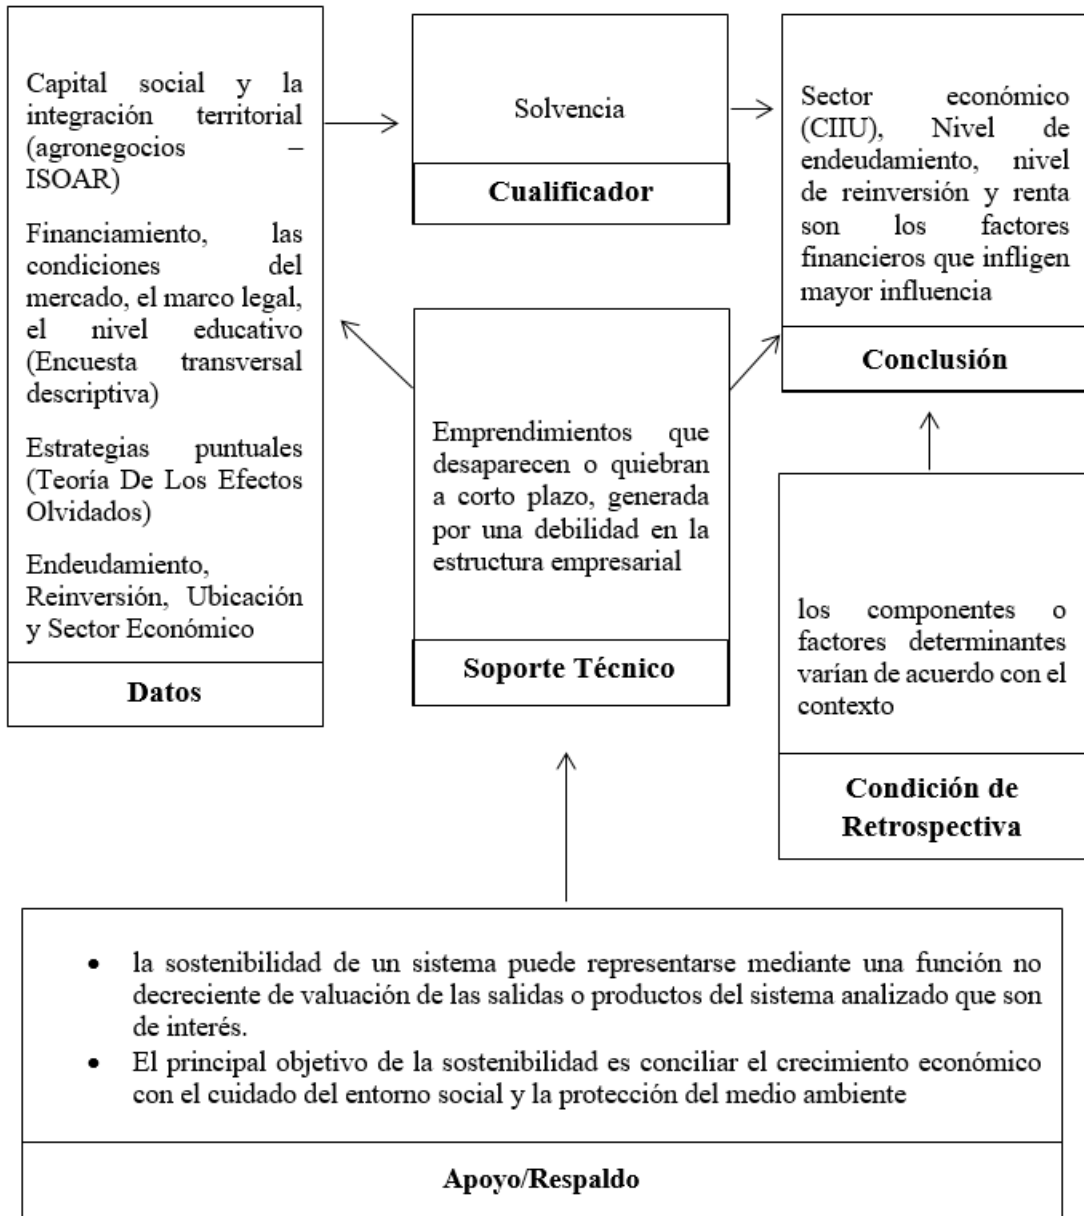 Capital social y la
integración territorial
(agronegocios –
ISOAR)
Financiamiento, las
condiciones del
mercado, el marco legal,
el nivel educativo
(Encuesta transversal
descriptiva)
Estrategias puntuales
(Teoría De Los Efectos
Olvidados)
Endeudamiento,
Reinversión, Ubicación
y Sector Económico
Datos
Solvencia
Cualificador
Sector económico
(CIIU), Nivel de
endeudamiento, nivel
de reinversión y renta
son los factores
financieros que infligen
mayor influencia
Conclusión
Emprendimientos que
desaparecen o quiebran
a corto plazo, generada
por una debilidad en la
estructura empresarial
Soporte Técnico
los componentes o
factores determinantes
varían de acuerdo con el
contexto
Condición de
Retrospectiva
• la sostenibilidad de un sistema puede representarse mediante una función no
decreciente de valuación de las salidas o productos del sistema analizado que son
de interés.
• El principal objetivo de la sostenibilidad es conciliar el crecimiento económico
con el cuidado del entorno social y la protección del medio ambiente
Apoyo/Respaldo